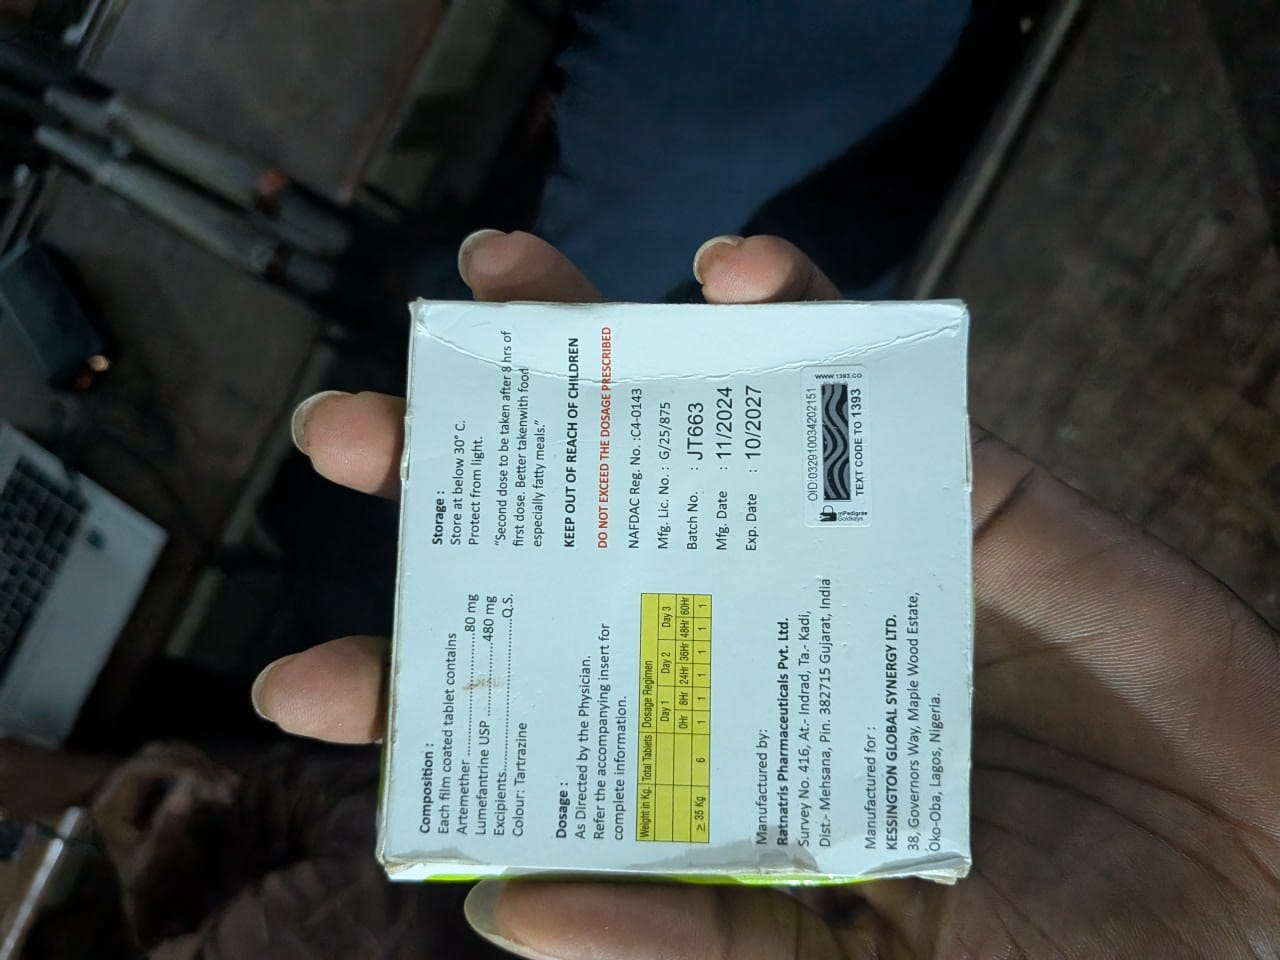 Composition :
Each film coated tablet contains
Artemether ..............................80 mg
Lumefantrine USP ..................480 mg
Excipients...................................Q.S.
Colour: Tartrazine
Dosage :
As Directed by the Physician.
Refer the accompanying insert for
complete information.
Weight in Kg. Total Tablets Dosage Regimen
Day 1 Day 2 Day 3
0Hr 8Hr 24Hr 36Hr 48Hr 60Hr
≥ 35 Kg 6 1 1 1 1 1 1
Manufactured by:
Ratnatris Pharmaceuticals Pvt. Ltd.
Survey No. 416, At.- Indrad, Ta.- Kadi,
Dist.- Mehsana, Pin. 382715 Gujarat, India
Manufactured for :
KESSINGTON GLOBAL SYNERGY LTD.
38, Governors Way, Maple Wood Estate,
Oko-Oba, Lagos, Nigeria.
Storage :
Store at below 30° C.
Protect from light.
“Second dose to be taken after 8 hrs of
first dose. Better takenwith food
especially fatty meals.”
KEEP OUT OF REACH OF CHILDREN
DO NOT EXCEED THE DOSAGE PRESCRIBED
NAFDAC Reg. No. :C4-0143
Mfg. Lic. No. : G/25/875
Batch No. : JT663
Mfg. Date : 11/2024
Exp. Date : 10/2027
OID:032910034202151
WWW.1393.CO
TEXT CODE TO 1393
mPedigree
Goldkeys